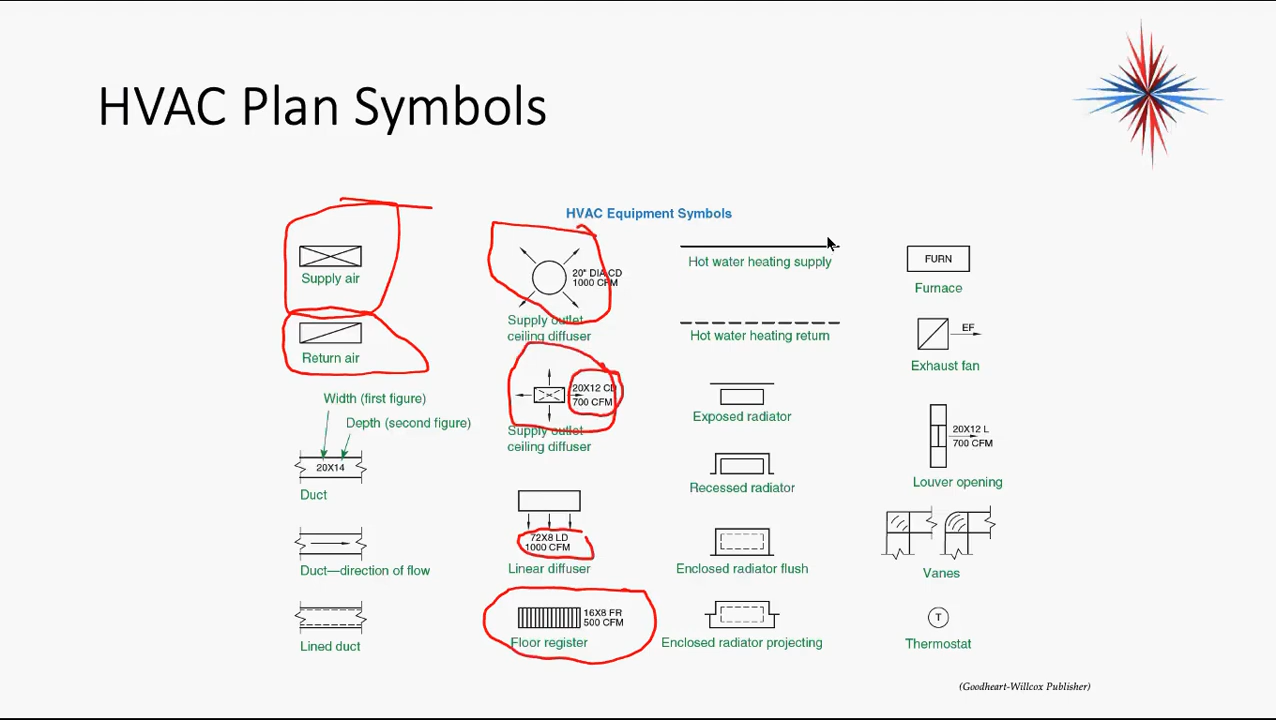 HVAC Plan Symbols
HVAC Equipment Symbols
Supply air
Return air
Width (first figure)
Depth (second figure)
20X14
Duct
Duct—direction of flow
Lined duct
20" DIA CD
1000 CFM
Supply outlet
ceiling diffuser
20X12 CD
700 CFM
Supply outlet
ceiling diffuser
72X8 LD
1000 CFM
Linear diffuser
16X8 FR
500 CFM
Floor register
Hot water heating supply
Hot water heating return
Exposed radiator
Recessed radiator
Enclosed radiator flush
Enclosed radiator projecting
FURN
Furnace
EF
Exhaust fan
20X12 L
700 CFM
Louver opening
Vanes
T
Thermostat
(Goodheart-Willcox Publisher)